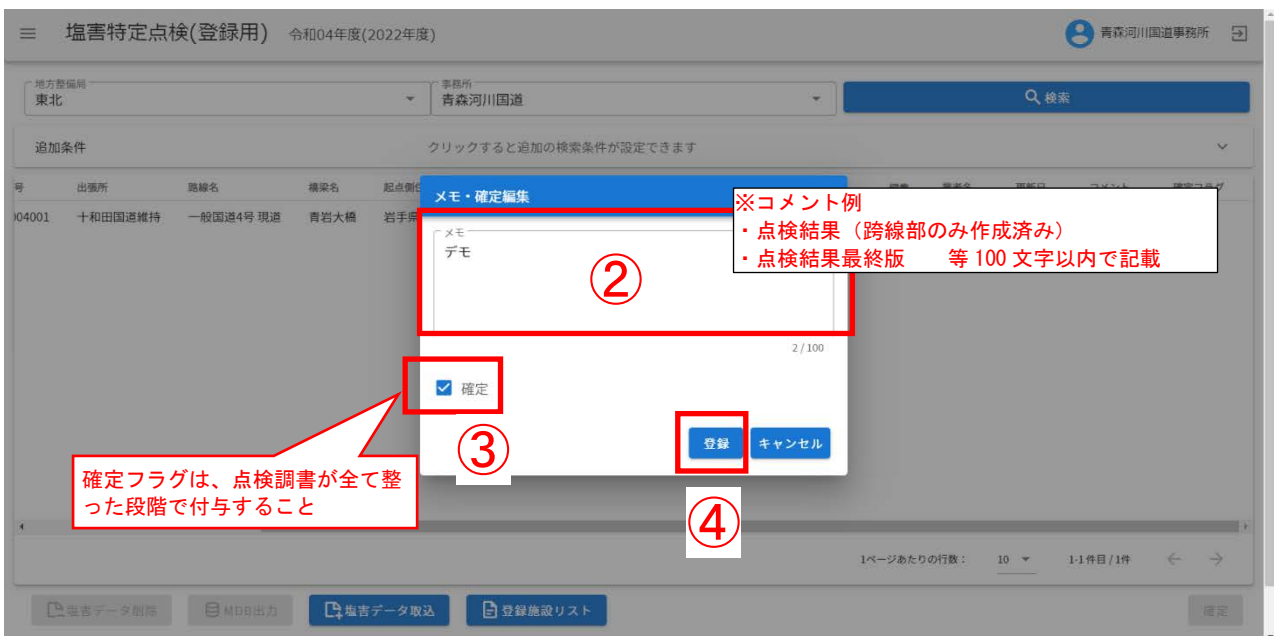 塩害特定点検(登録用) 令和04年度(2022年度) 青森河川国道事務所
地方整備局
東北
事務所
青森河川国道
検索
追加条件 クリックすると追加の検索条件が設定できます
号 出張所 路線名 橋梁名 起点側住 更新日 コメント 確定フラグ
04001 十和田国道維持 一般国道4号 現道 青岩大橋 岩手県
メモ・確定編集
※コメント例
・点検結果（跨線部のみ作成済み）
・点検結果最終版 等100文字以内で記載
メモ
デモ
②
2 / 100
確定
③
登録 キャンセル
④
確定フラグは、点検調書が全て整
った段階で付与すること
1ページあたりの行数： 10 1-1 件目 / 1件
塩害データ削除 MDB出力 塩害データ取込 登録施設リスト 確定